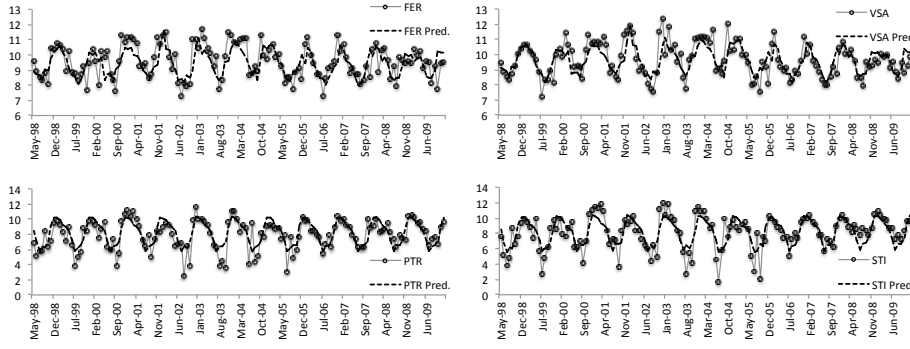 FER
FER Pred.
12
11
10
9
8
7
6
May-98
Dec-98
Jul-99
Feb-00
Sep-00
Apr-01
Nov-01
Jun-02
Jan-03
Aug-03
Mar-04
Oct-04
May-05
Dec-05
Jul-06
Feb-07
Sep-07
Apr-08
Nov-08
Jun-09
VSA
VSA Pred.
13
12
11
10
9
8
7
6
May-98
Dec-98
Jul-99
Feb-00
Sep-00
Apr-01
Nov-01
Jun-02
Jan-03
Aug-03
Mar-04
Oct-04
May-05
Dec-05
Jul-06
Feb-07
Sep-07
Apr-08
Nov-08
Jun-09
14
12
10
8
6
4
2
0
PTR
PTR Pred.
May-98
Dec-98
Jul-99
Feb-00
Sep-00
Apr-01
Nov-01
Jun-02
Jan-03
Aug-03
Mar-04
Oct-04
May-05
Dec-05
Jul-06
Feb-07
Sep-07
Apr-08
Nov-08
Jun-09
14
12
10
8
6
4
2
0
STI
STI Pred.
May-98
Dec-98
Jul-99
Feb-00
Sep-00
Apr-01
Nov-01
Jun-02
Jan-03
Aug-03
Mar-04
Oct-04
May-05
Dec-05
Jul-06
Feb-07
Sep-07
Apr-08
Nov-08
Jun-09